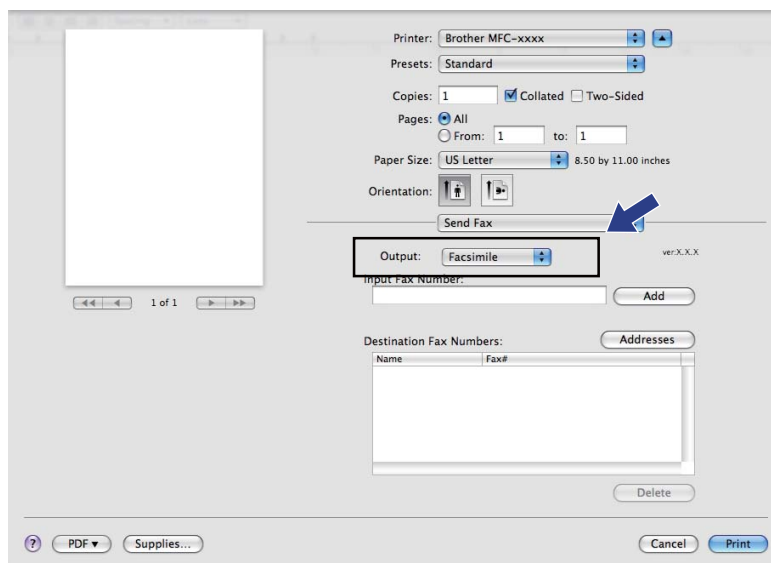 Printer: Brother MFC-xxxx
Presets: Standard
Copies: 1 Collated Two-Sided
Pages: All
From: 1 to: 1
Paper Size: US Letter 8.50 by 11.00 inches
Orientation:
Send Fax
Output: Facsimile ver:X.X.X
Input Fax Number:
Add
1 of 1
Destination Fax Numbers: Addresses
Name Fax#
Delete
? PDF Supplies... Cancel Print